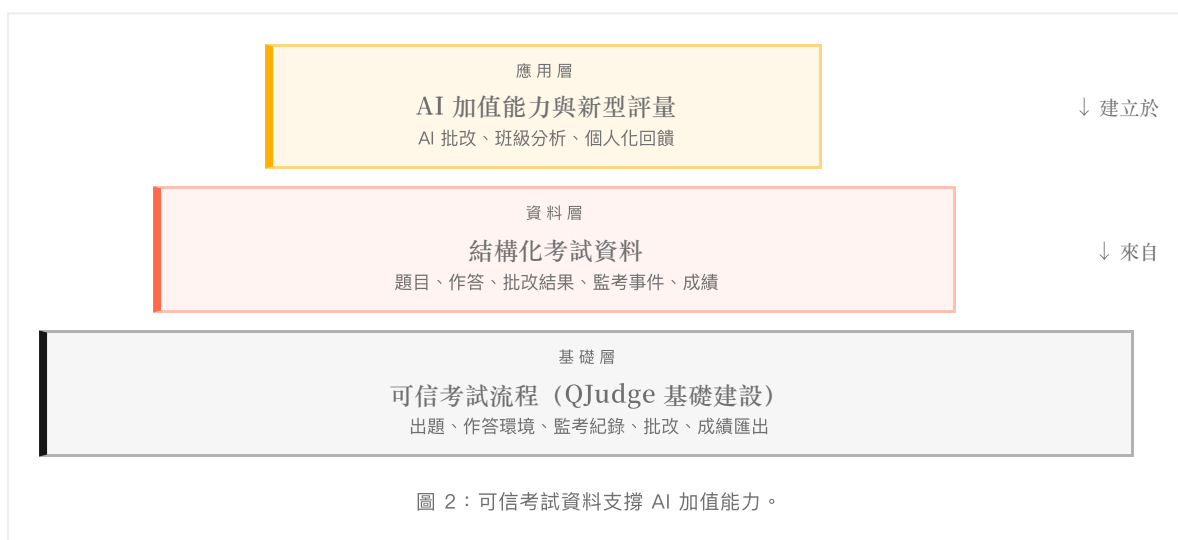 應用層
AI 加值能力與新型評量
AI 批改、班級分析、個人化回饋
↓ 建立於
資料層
結構化考試資料
題目、作答、批改結果、監考事件、成績
↓ 來自
基礎層
可信考試流程（QJudge 基礎建設）
出題、作答環境、監考紀錄、批改、成績匯出
圖 2：可信考試資料支撐 AI 加值能力。